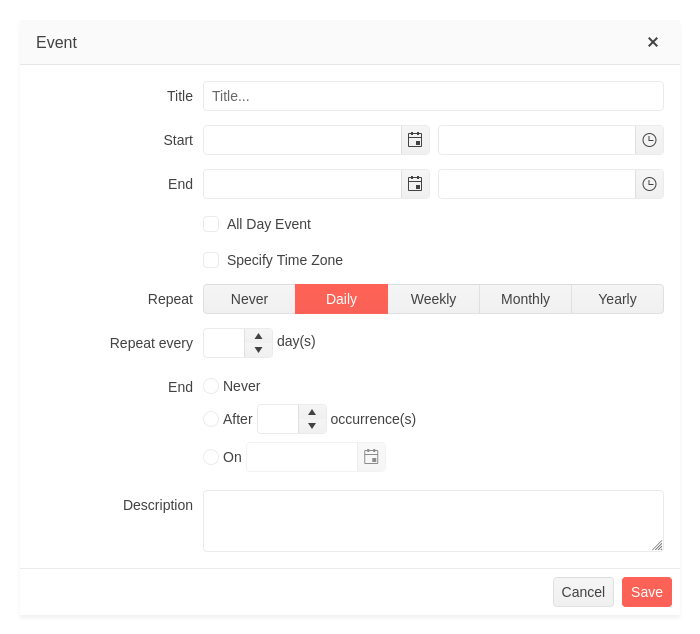 Event
Title Title...
Start
End
All Day Event
Specify Time Zone
Repeat Never Daily Weekly Monthly Yearly
Repeat every day(s)
End Never
After occurrence(s)
On
Description
Cancel Save